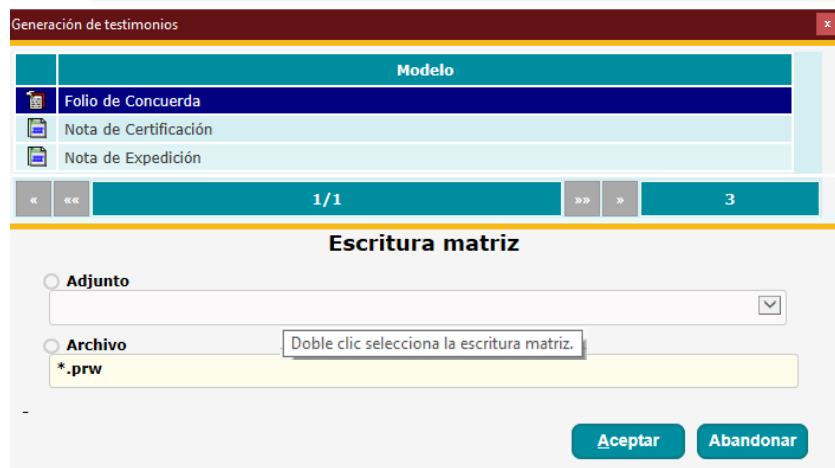 Generación de testimonios x
Modelo
Folio de Concuerda
Nota de Certificación
Nota de Expedición
« «« 1/1 »» » 3
Escritura matriz
Adjunto
Archivo
Doble clic selecciona la escritura matriz.
*.prw
-
Aceptar Abandonar